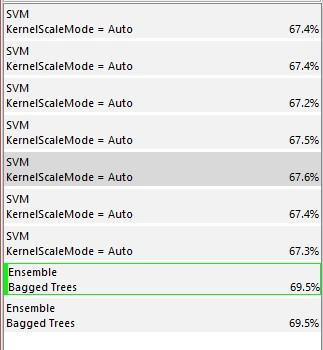 SVM
KernelScaleMode = Auto 67.4%
SVM
KernelScaleMode = Auto 67.4%
SVM
KernelScaleMode = Auto 67.2%
SVM
KernelScaleMode = Auto 67.5%
SVM
KernelScaleMode = Auto 67.6%
SVM
KernelScaleMode = Auto 67.4%
SVM
KernelScaleMode = Auto 67.3%
Ensemble
Bagged Trees 69.5%
Ensemble
Bagged Trees 69.5%